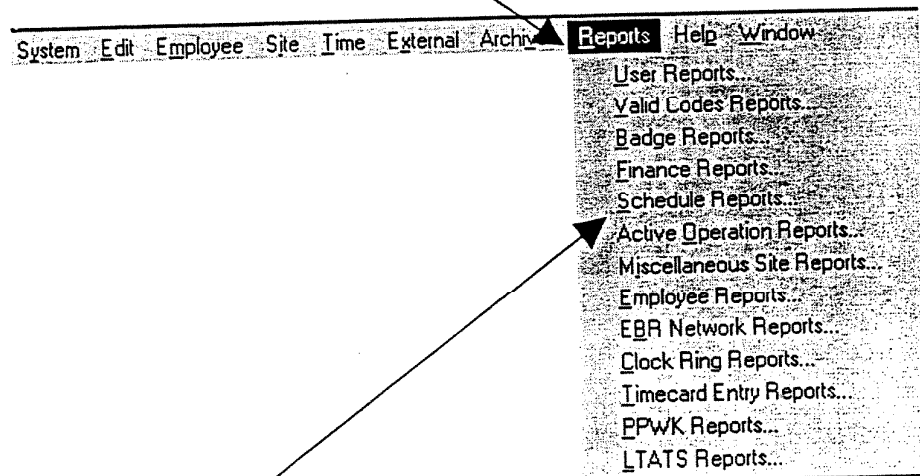 System Edit Employee Site Time External Archiv Reports Help Window
User Reports...
Valid Codes Reports...
Badge Reports...
Finance Reports...
Schedule Reports...
Active Operation Reports...
Miscellaneous Site Reports...
Employee Reports...
EBR Network Reports...
Clock Ring Reports...
Timecard Entry Reports...
PPWK Reports...
LTATS Reports...